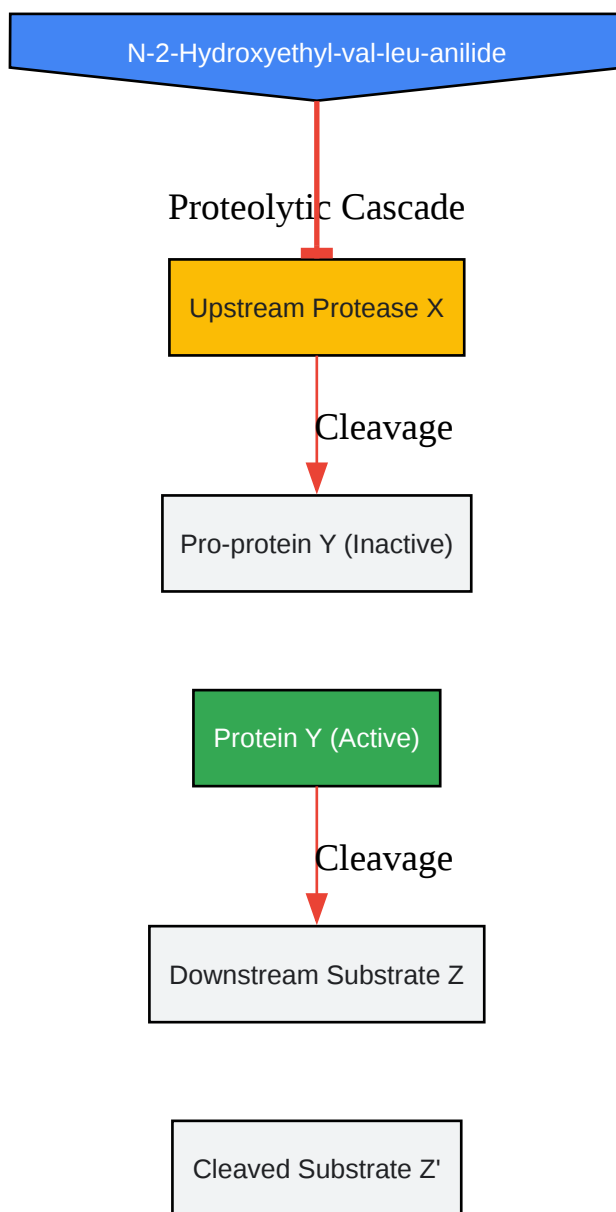 N-2-Hydroxyethyl-val-leu-anilide
Proteolytic Cascade
Upstream Protease X
Cleavage
Pro-protein Y (Inactive)
Protein Y (Active)
Cleavage
Downstream Substrate Z
Cleaved Substrate Z'